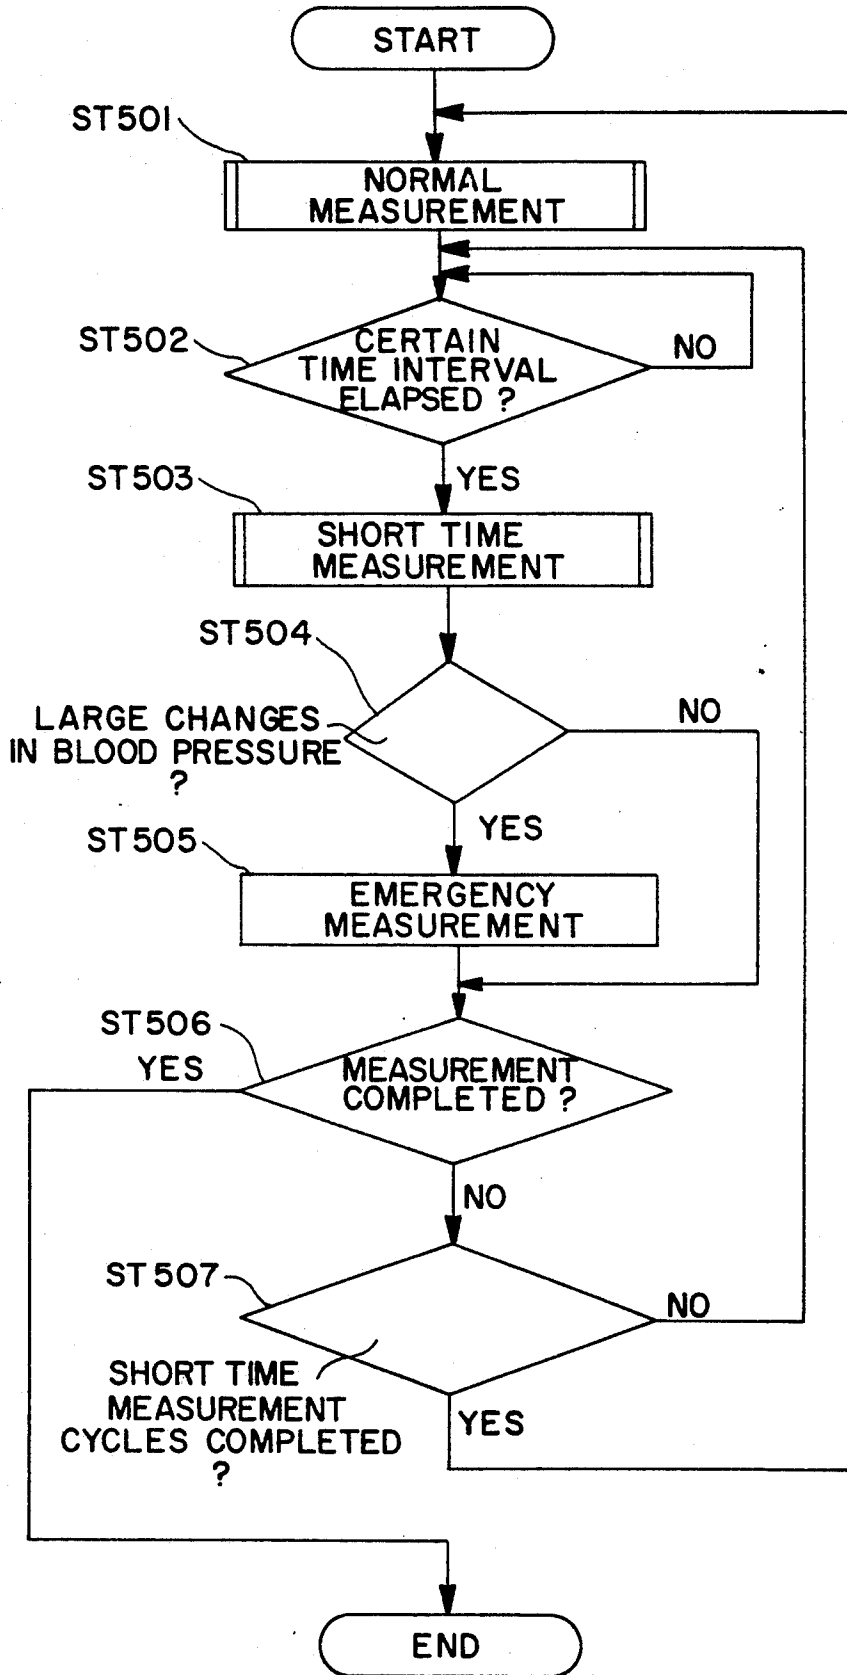 START
ST501
NORMAL
MEASUREMENT
ST502
CERTAIN
TIME INTERVAL
ELAPSED ?
NO
YES
ST503
SHORT TIME
MEASUREMENT
ST504
LARGE CHANGES
IN BLOOD PRESSURE
?
NO
YES
ST505
EMERGENCY
MEASUREMENT
ST506
YES
MEASUREMENT
COMPLETED ?
NO
ST507
NO
SHORT TIME
MEASUREMENT
CYCLES COMPLETED
?
YES
END